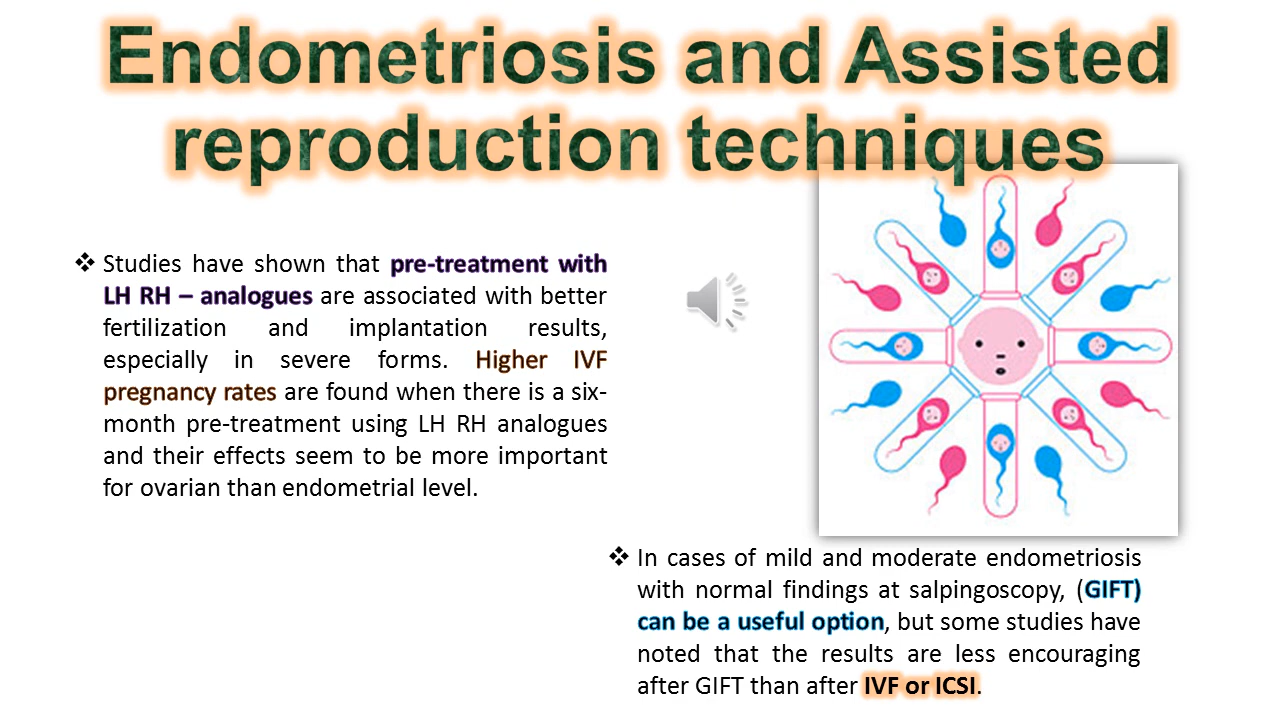 Endometriosis and Assisted
reproduction techniques
❖ Studies have shown that pre-treatment with
LH RH – analogues are associated with better
fertilization and implantation results,
especially in severe forms. Higher IVF
pregnancy rates are found when there is a six-
month pre-treatment using LH RH analogues
and their effects seem to be more important
for ovarian than endometrial level.
❖ In cases of mild and moderate endometriosis
with normal findings at salpingoscopy, (GIFT)
can be a useful option, but some studies have
noted that the results are less encouraging
after GIFT than after IVF or ICSI.